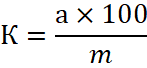 К = а × 100 / m